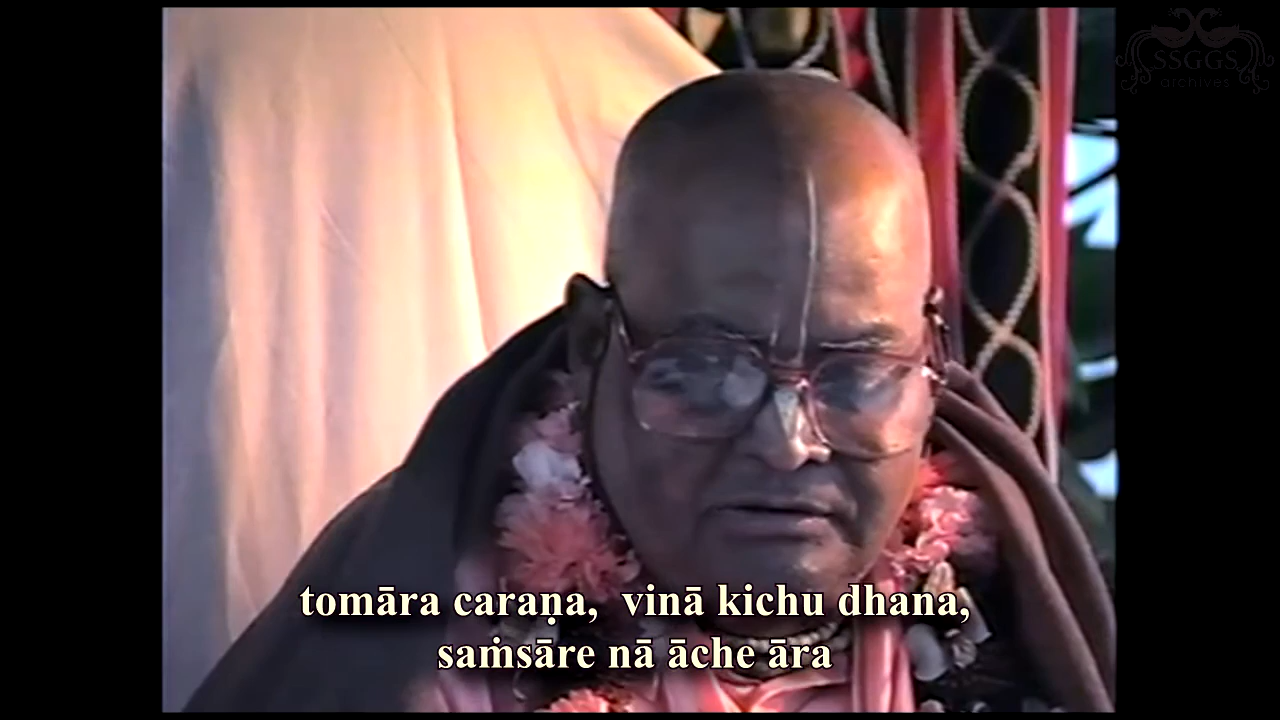 SSGGS
archives
tomāra caraṇa, vinā kichu dhana,
saṁsāre nā āche āra